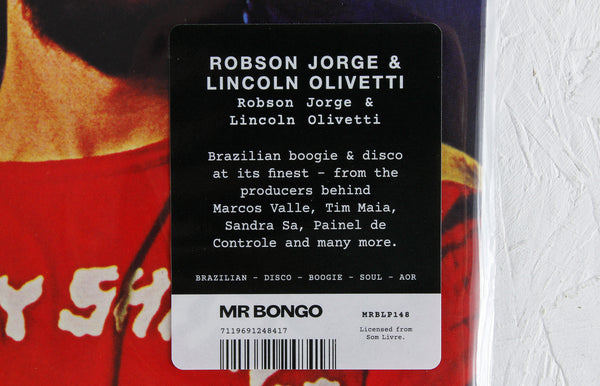 ROBSON JORGE &
LINCOLN OLIVETTI
Robson Jorge &
Lincoln Olivetti
Brazilian boogie & disco
at its finest - from the
producers behind
Marcos Valle, Tim Maia,
Sandra Sa, Painel de
Controle and many more.
BRAZILIAN - DISCO - BOOGIE - SOUL - AOR
MR BONGO
MRBLP148
7119691248417
Licensed from
Som Livre.